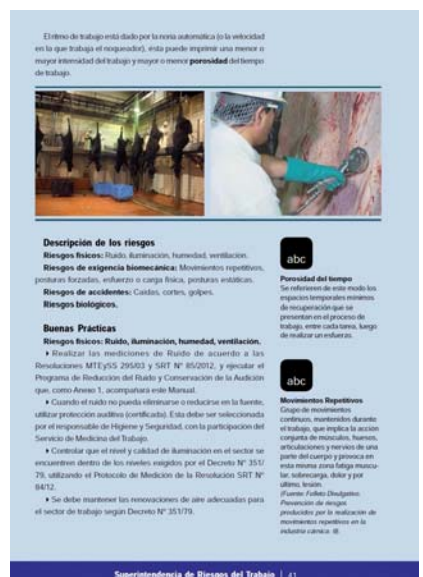 El ritmo de trabajo está dado por la noria automática (o la velocidad
en la que trabaja el noqueador), ésta puede imprimir una menor o
mayor intensidad del trabajo y mayor o menor porosidad del tiempo
de trabajo.
Descripción de los riesgos
Riesgos físicos: Ruido, iluminación, humedad, ventilación.
Riesgos de exigencia biomecánica: Movimientos repetitivos,
posturas forzadas, esfuerzo o carga física, posturas estáticas.
Riesgos de accidentes: Caídas, cortes, golpes.
Riesgos biológicos.
Buenas Prácticas
Riesgos físicos: Ruido, iluminación, humedad, ventilación.
Realizar las mediciones de Ruido de acuerdo a las
Resoluciones MTEySS 295/03 y SRT N° 85/2012, y ejecutar el
Programa de Reducción del Ruido y Conservación de la Audición
que, como Anexo 1, acompañará este Manual.
Cuando el ruido no pueda eliminarse o reducirse en la fuente,
utilizar protección auditiva (certificada). Esta debe ser seleccionada
por el responsable de Higiene y Seguridad, con la participación del
Servicio de Medicina del Trabajo.
Controlar que el nivel y calidad de iluminación en el sector se
encuentren dentro de los niveles exigidos por el Decreto N° 351/
79, utilizando el Protocolo de Medición de la Resolución SRT N°
84/12.
Se debe mantener las renovaciones de aire adecuadas para
el sector de trabajo según Decreto N° 351/79.
abc
Porosidad del tiempo
Se refieren de este modo los
espacios temporales mínimos
de recuperación que se
presentan en el proceso de
trabajo, entre cada tarea, luego
de realizar un esfuerzo.
abc
Movimientos Repetitivos
Grupo de movimientos
continuos, mantenidos durante
el trabajo, que implica la acción
conjunta de músculos, huesos,
articulaciones y nervios de una
parte del cuerpo y provoca en
esta misma zona fatiga muscu-
lar, sobrecarga, dolor y por
último, lesión.
(Fuente: Folleto Divulgativo.
Prevención de riesgos
producidos por la realización de
movimientos repetitivos en la
industria cárnica.
Superintendencia de Riesgos del Trabajo | 41